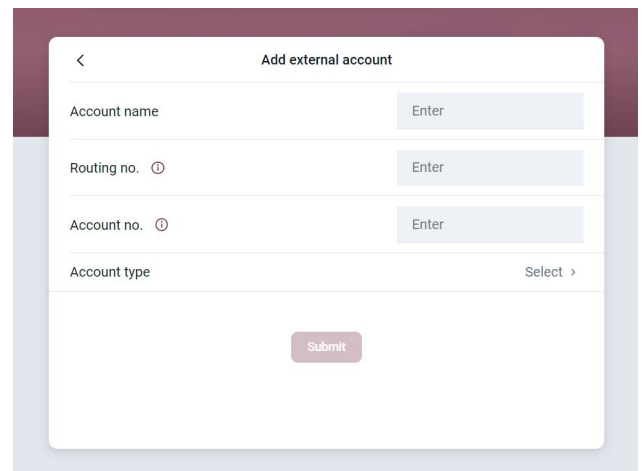 Add external account
Account name Enter
Routing no. Enter
Account no. Enter
Account type Select
Submit